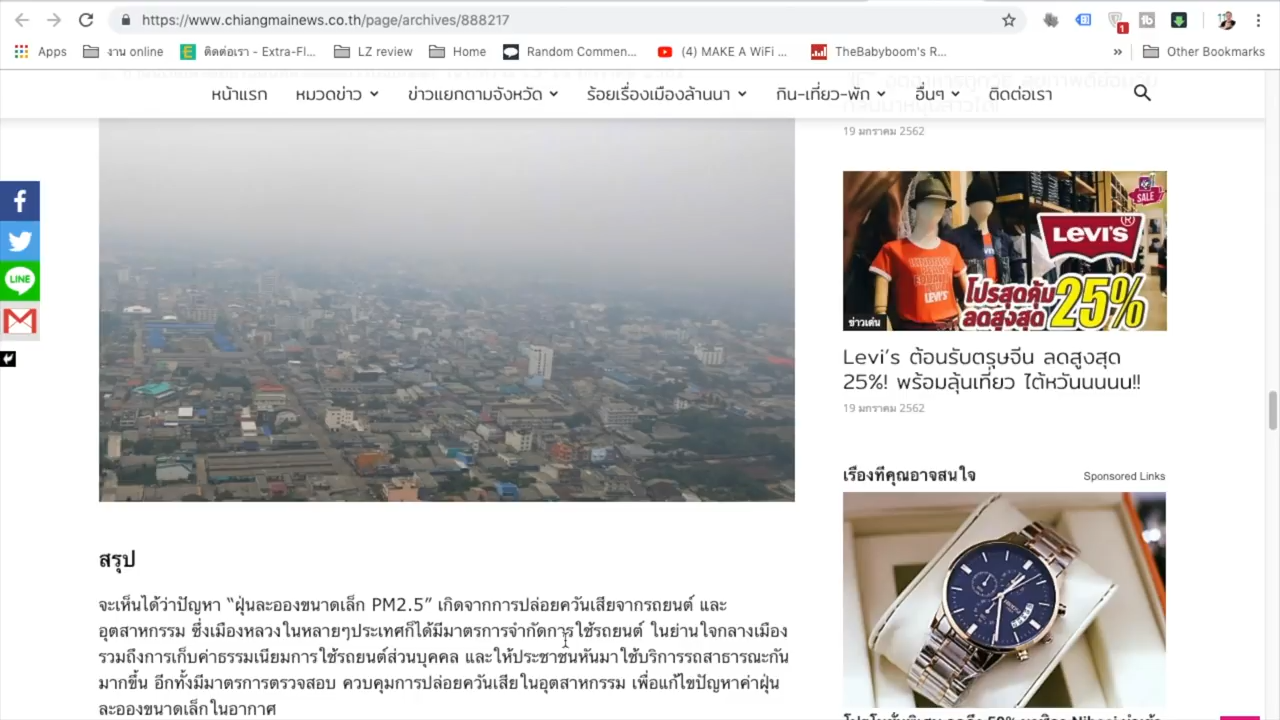 https://www.chiangmainews.co.th/page/archives/888217
Apps งาน online ติดต่อเรา - Extra-Fl... LZ review Home Random Commen... (4) MAKE A WiFi ... TheBabyboom's R... » Other Bookmarks
หน้าแรก หมวดข่าว ข่าวแยกตามจังหวัด ร้อยเรื่องเมืองล้านนา กิน-เที่ยว-พัก อื่นๆ ติดต่อเรา
19 มกราคม 2562
SALE
LEVI'S
LINE
โปรสุดคุ้ม
ลดสูงสุด 25%
ข่าวเด่น
Levi's ต้อนรับตรุษจีน ลดสูงสุด
25%! พร้อมลุ้นเที่ยว ไต้หวันนนนน!!
19 มกราคม 2562
เรื่องที่คุณอาจสนใจ Sponsored Links
สรุป
จะเห็นได้ว่าปัญหา “ฝุ่นละอองขนาดเล็ก PM2.5” เกิดจากการปล่อยควันเสียจากรถยนต์ และ
อุตสาหกรรม ซึ่งเมืองหลวงในหลายๆประเทศก็ได้มีมาตรการจำกัดการใช้รถยนต์ ในย่านใจกลางเมือง
รวมถึงการเก็บค่าธรรมเนียมการใช้รถยนต์ส่วนบุคคล และให้ประชาชนหันมาใช้บริการรถสาธารณะกัน
มากขึ้น อีกทั้งมีมาตรการตรวจสอบ ควบคุมการปล่อยควันเสียในอุตสาหกรรม เพื่อแก้ไขปัญหาค่าฝุ่น
ละอองขนาดเล็กในอากาศ